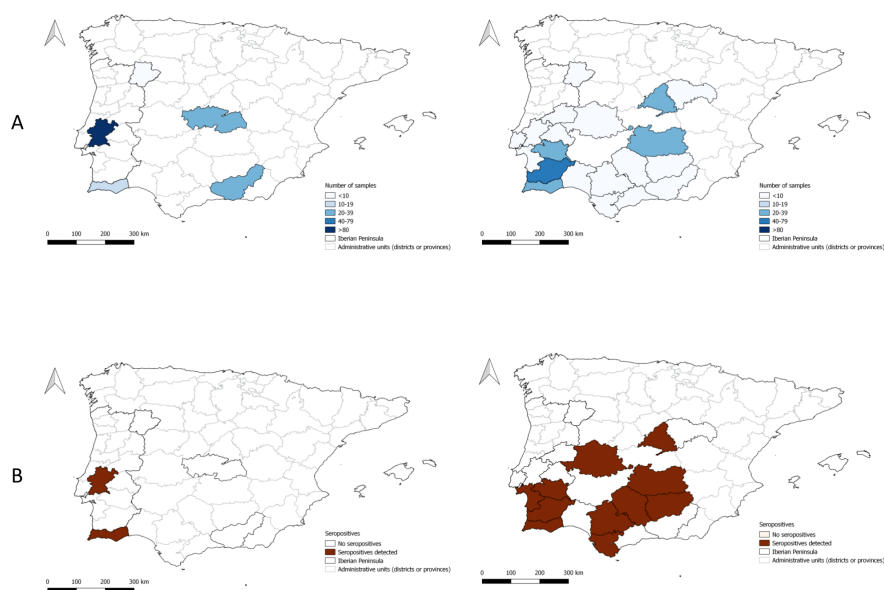 A
Number of samples
<10
10-19
20-39
40-79
>80
Iberian Peninsula
Administrative units (districts or provinces)
0 100 200 300 km
Number of samples
<10
10-19
20-39
40-79
>80
Iberian Peninsula
Administrative units (districts or provinces)
0 100 200 300 km
B
Seropositives
No seropositives
Seropositives detected
Iberian Peninsula
Administrative units (districts or provinces)
0 100 200 300 km
Seropositives
No seropositives
Seropositives detected
Iberian Peninsula
Administrative units (districts or provinces)
0 100 200 300 km